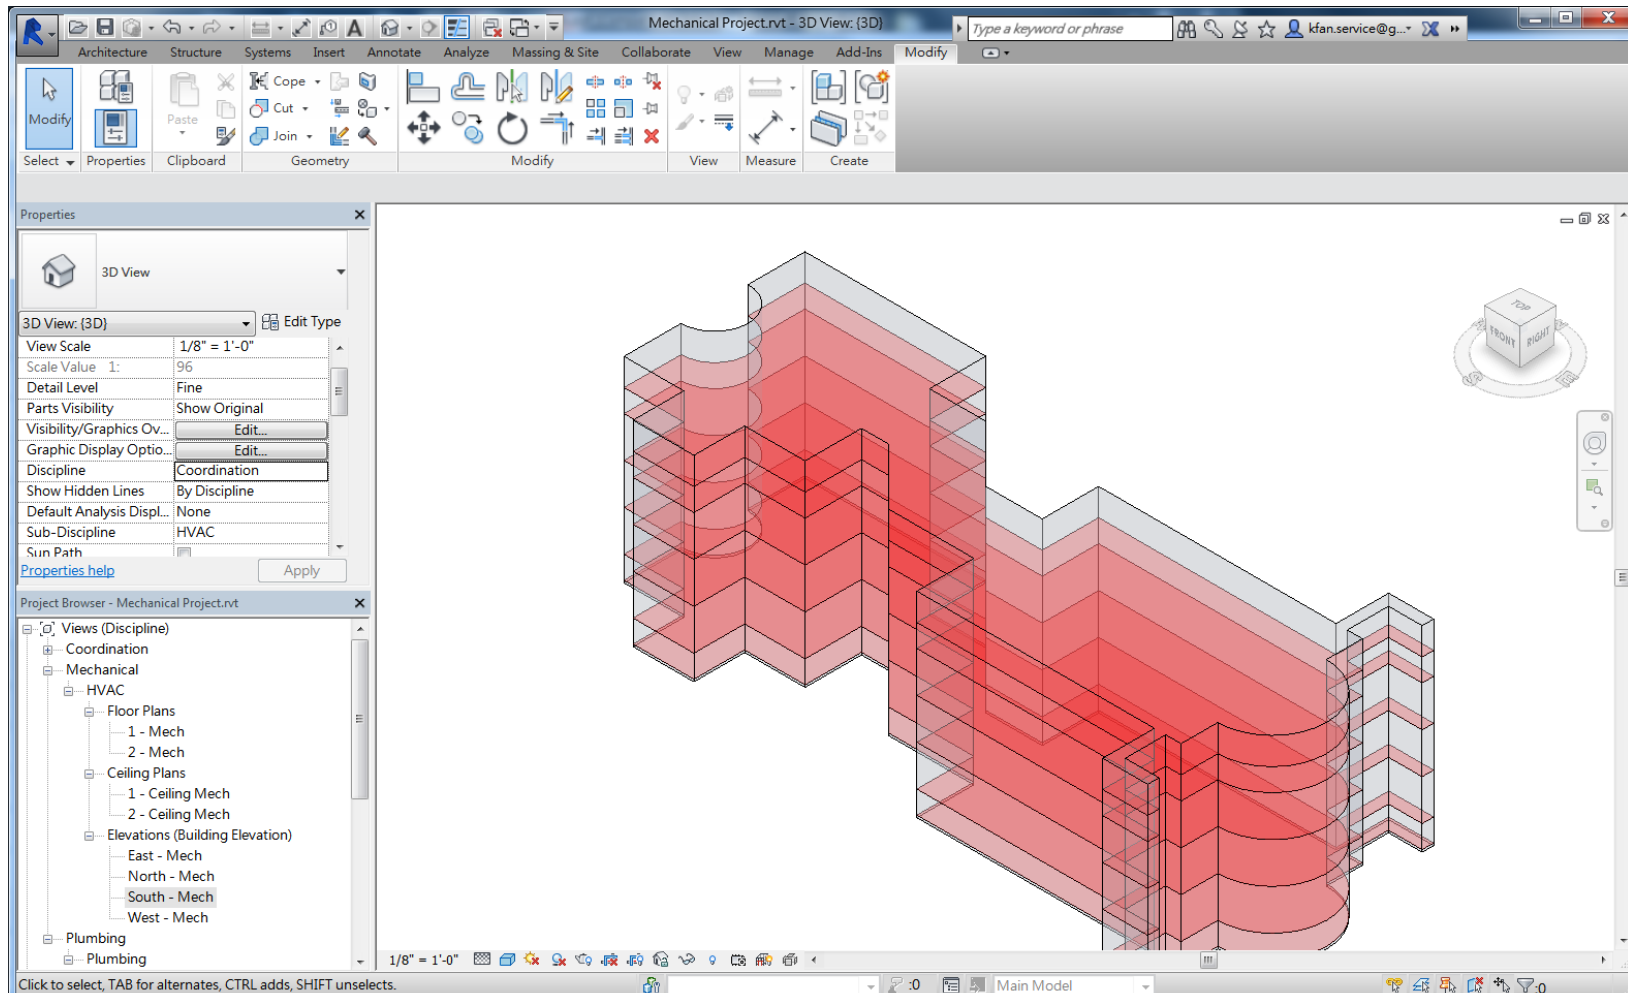 Mechanical Project.rvt - 3D View: {3D}
Type a keyword or phrase
kfan.service@g...
Architecture Structure Systems Insert Annotate Analyze Massing & Site Collaborate View Manage Add-Ins Modify
Modify
Paste
Cope
Cut
Join
Select Properties Clipboard Geometry Modify View Measure Create
Properties
3D View
3D View: {3D} Edit Type
View Scale 1/8" = 1'-0"
Scale Value 1: 96
Detail Level Fine
Parts Visibility Show Original
Visibility/Graphics Ov... Edit...
Graphic Display Optio... Edit...
Discipline Coordination
Show Hidden Lines By Discipline
Default Analysis Displ... None
Sub-Discipline HVAC
Sun Path
Properties help Apply
Project Browser - Mechanical Project.rvt
Views (Discipline)
Coordination
Mechanical
HVAC
Floor Plans
1 - Mech
2 - Mech
Ceiling Plans
1 - Ceiling Mech
2 - Ceiling Mech
Elevations (Building Elevation)
East - Mech
North - Mech
South - Mech
West - Mech
Plumbing
Plumbing
TOP
FRONT
RIGHT
S
E
1/8" = 1'-0"
Click to select, TAB for alternates, CTRL adds, SHIFT unselects.
:0
Main Model
:0